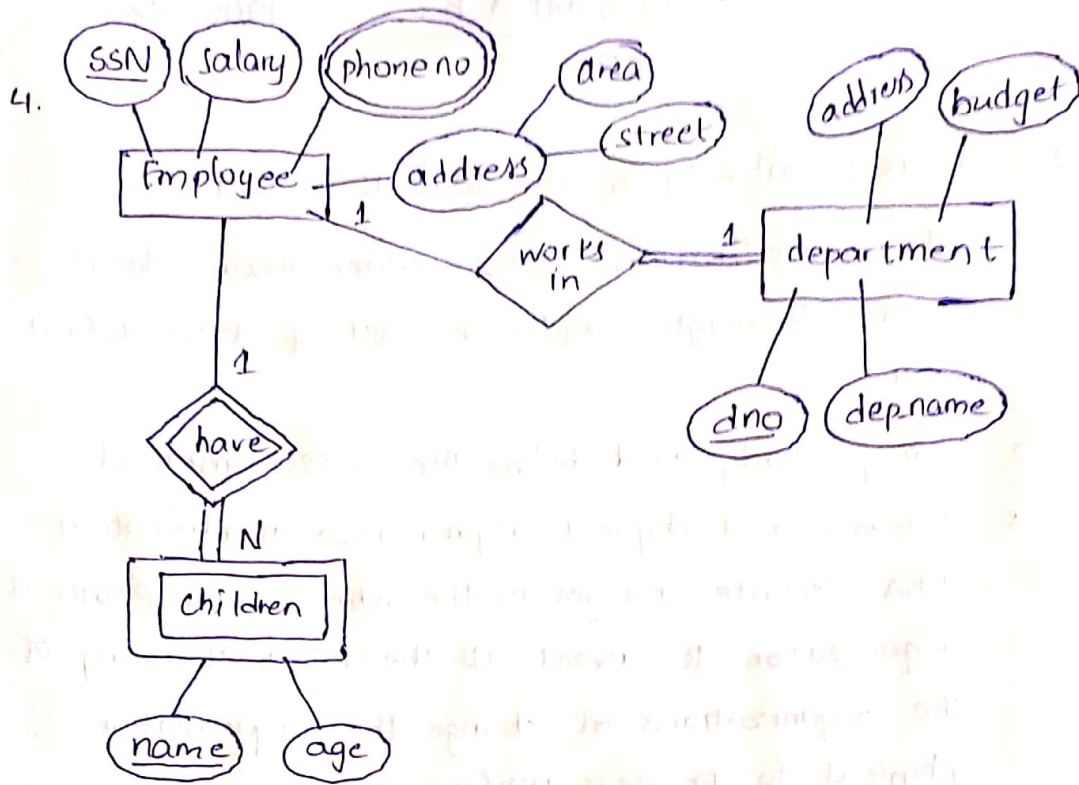 4.
SSN
salary
phone no
area
street
address
Employee
address
budget
1
works
in
1
department
dno
dep.name
1
have
N
children
name
age